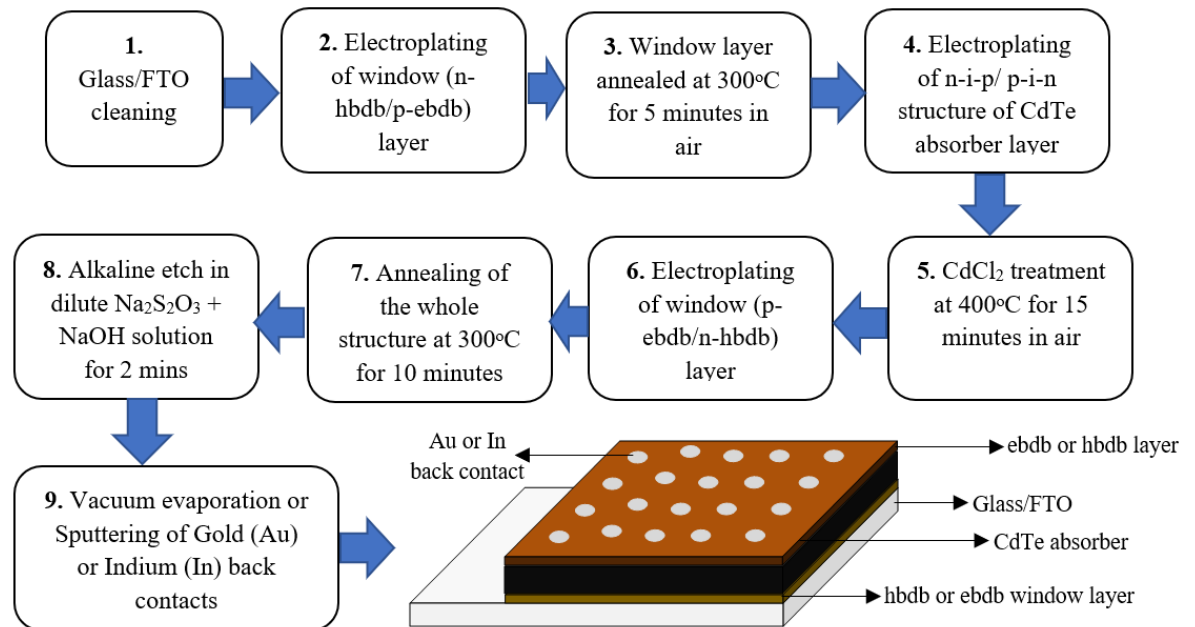 1.
Glass/FTO
cleaning
2. Electroplating
of window (n-
hbdb/p-ebdb)
layer
3. Window layer
annealed at 300°C
for 5 minutes in
air
4. Electroplating
of n-i-p/ p-i-n
structure of CdTe
absorber layer
5. CdCl₂ treatment
at 400°C for 15
minutes in air
6. Electroplating
of window (p-
ebdb/n-hbdb)
layer
7. Annealing of
the whole
structure at 300°C
for 10 minutes
8. Alkaline etch in
dilute Na₂S₂O₃ +
NaOH solution
for 2 mins
9. Vacuum evaporation or
Sputtering of Gold (Au)
or Indium (In) back
contacts
Au or In
back contact
ebdb or hbdb layer
Glass/FTO
CdTe absorber
hbdb or ebdb window layer